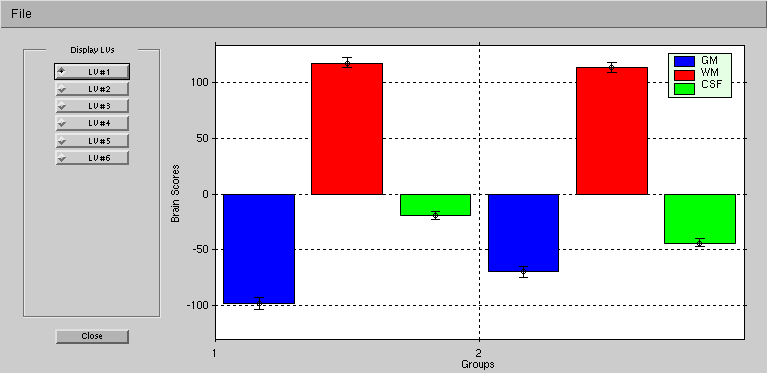 File
Display LVs
LV#1
LV#2
LV#3
LV#4
LV#5
LV#6
Close
Brain Scores
100
50
0
-50
-100
GM
WM
CSF
1
2
Groups